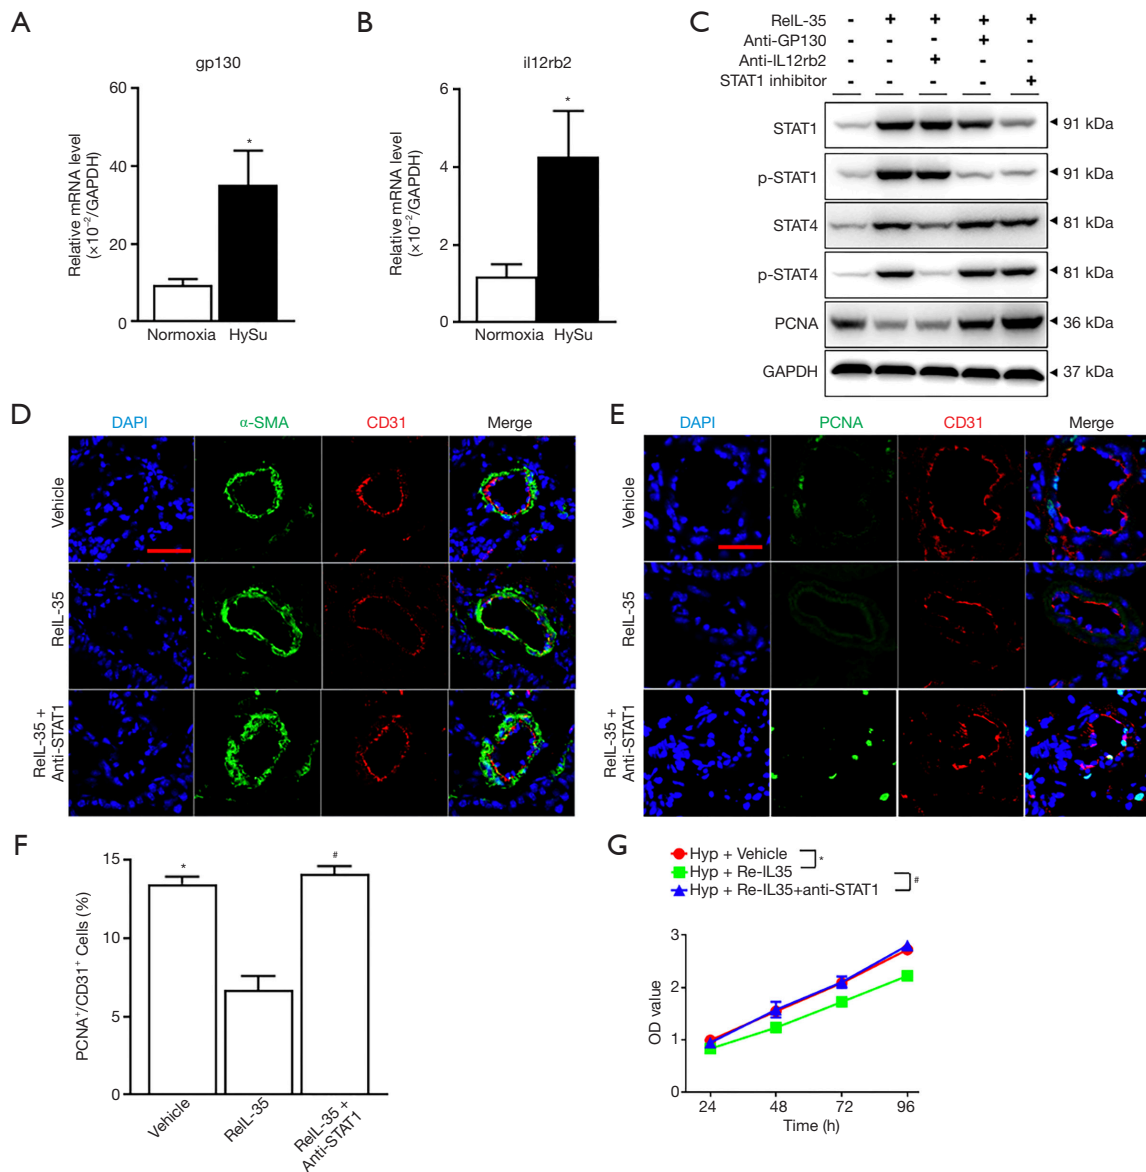 A
gp130
Relative mRNA level
(×10⁻²/GAPDH)
60
40
20
0
*
Normoxia HySu
B
il12rb2
Relative mRNA level
(×10⁻²/GAPDH)
6
4
2
0
*
Normoxia HySu
C
ReIL-35 - + + + +
Anti-GP130 - - - + -
Anti-IL12rb2 - - + - -
STAT1 inhibitor - - - - +
STAT1 91 kDa
p-STAT1 91 kDa
STAT4 81 kDa
p-STAT4 81 kDa
PCNA 36 kDa
GAPDH 37 kDa
D
DAPI α-SMA CD31 Merge
Vehicle
ReIL-35
ReIL-35 +
Anti-STAT1
E
DAPI PCNA CD31 Merge
Vehicle
ReIL-35
ReIL-35 +
Anti-STAT1
F
PCNA⁺/CD31⁺ Cells (%)
15
10
5
0
* #
Vehicle
ReIL-35
ReIL-35 +
Anti-STAT1
G
Hyp + Vehicle
*
Hyp + Re-IL35
#
Hyp + Re-IL35+anti-STAT1
OD value
3
2
1
0
24 48 72 96
Time (h)